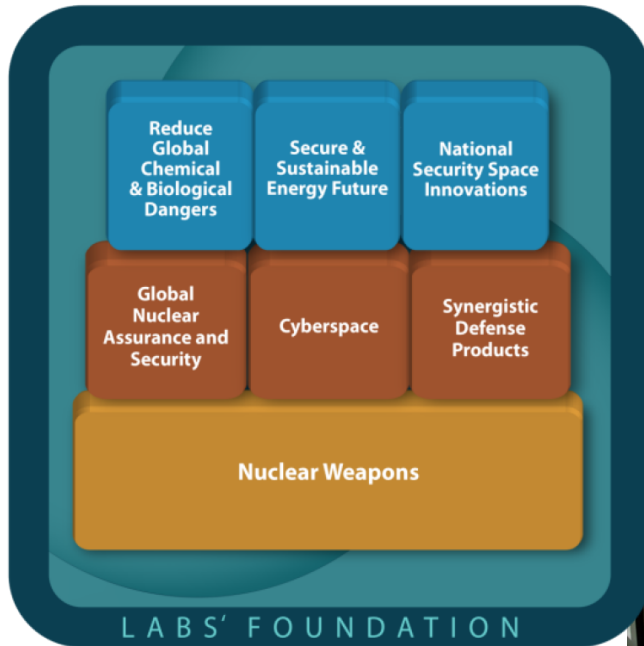 Reduce
Global
Chemical
& Biological
Dangers
Secure &
Sustainable
Energy Future
National
Security Space
Innovations
Global
Nuclear
Assurance and
Security
Cyberspace
Synergistic
Defense
Products
Nuclear Weapons
LABS' FOUNDATION